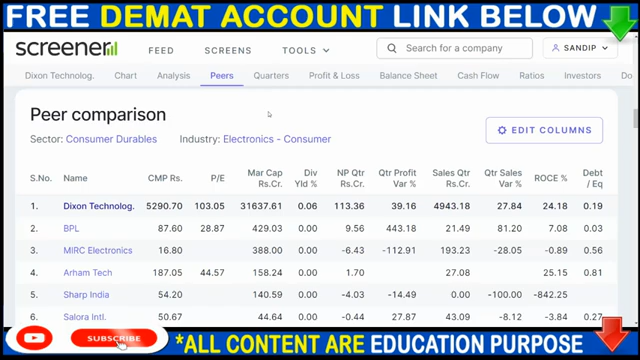 FREE DEMAT ACCOUNT LINK BELOW
screener FEED SCREENS TOOLS Search for a company SANDIP
Dixon Technolog. Chart Analysis Peers Quarters Profit & Loss Balance Sheet Cash Flow Ratios Investors Do
Peer comparison
Sector: Consumer Durables Industry: Electronics - Consumer
EDIT COLUMNS
S.No. Name CMP Rs. P/E Mar Cap Rs.Cr. Div Yld % NP Qtr Rs.Cr. Qtr Profit Var % Sales Qtr Rs.Cr. Qtr Sales Var % ROCE % Debt / Eq
1. Dixon Technolog. 5290.70 103.05 31637.61 0.06 113.36 39.16 4943.18 27.84 24.18 0.19
2. BPL 87.60 28.87 429.03 0.00 9.56 443.18 21.49 81.20 7.08 0.03
3. MIRC Electronics 16.80 388.00 0.00 -6.43 -112.91 193.23 -28.05 -0.89 0.56
4. Arham Tech 187.05 44.57 158.24 0.00 1.70 27.08 25.15 0.81
5. Sharp India 54.20 140.59 0.00 -4.03 -14.49 0.00 -100.00 -842.25
6. Salora Intl. 50.67 44.64 0.00 -0.44 27.87 43.09 -8.12 -3.84 0.27
SUBSCRIBE
*ALL CONTENT ARE EDUCATION PURPOSE